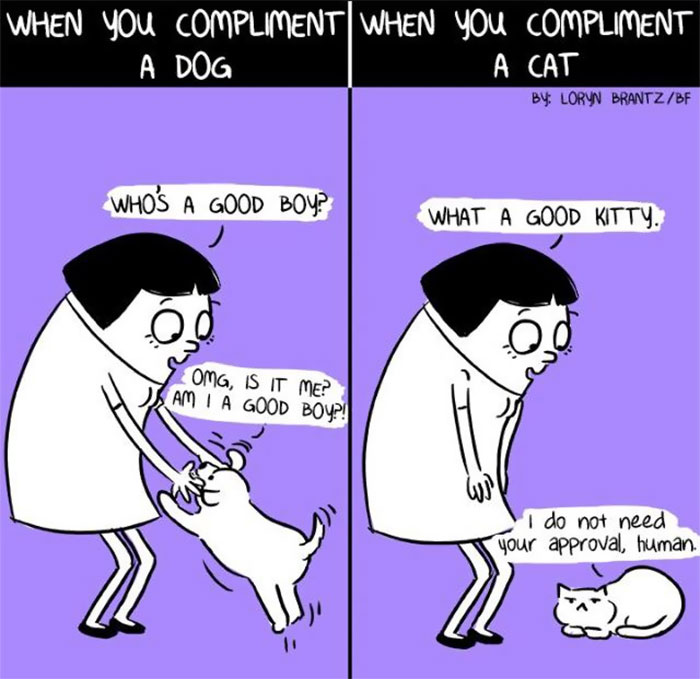 WHEN YOU COMPLIMENT
A DOG
WHO'S A GOOD BOY?
OMG, IS IT ME?
AM I A GOOD BOY?!
WHEN YOU COMPLIMENT
A CAT
BY: LORYN BRANTZ/BF
WHAT A GOOD KITTY.
I do not need
your approval, human.